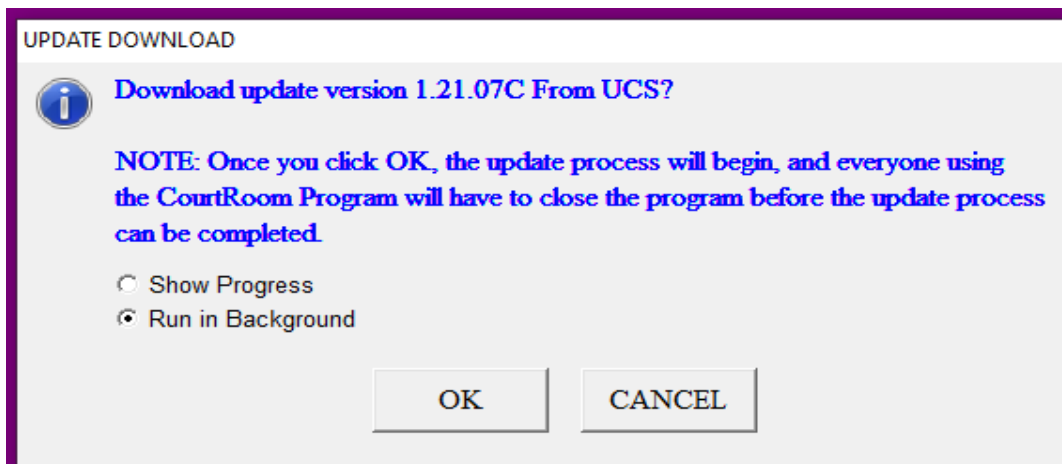 UPDATE DOWNLOAD
Download update version 1.21.07C From UCS?
NOTE: Once you click OK, the update process will begin, and everyone using
the CourtRoom Program will have to close the program before the update process
can be completed.
Show Progress
Run in Background
OK
CANCEL